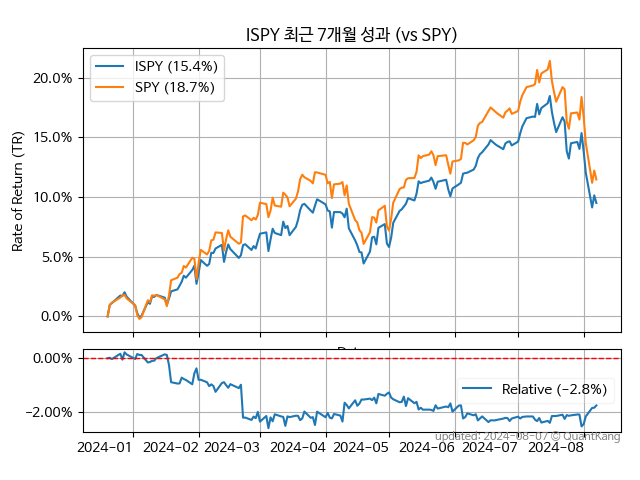 ISPY 최근 7개월 성과 (vs SPY)
ISPY (15.4%)
SPY (18.7%)
Rate of Return (TR)
20.0%
15.0%
10.0%
5.0%
0.0%
0.00%
−2.00%
Relative (−2.8%)
updated: 2024-08-07 © QuantKang
2024-01 2024-02 2024-03 2024-04 2024-05 2024-06 2024-07 2024-08